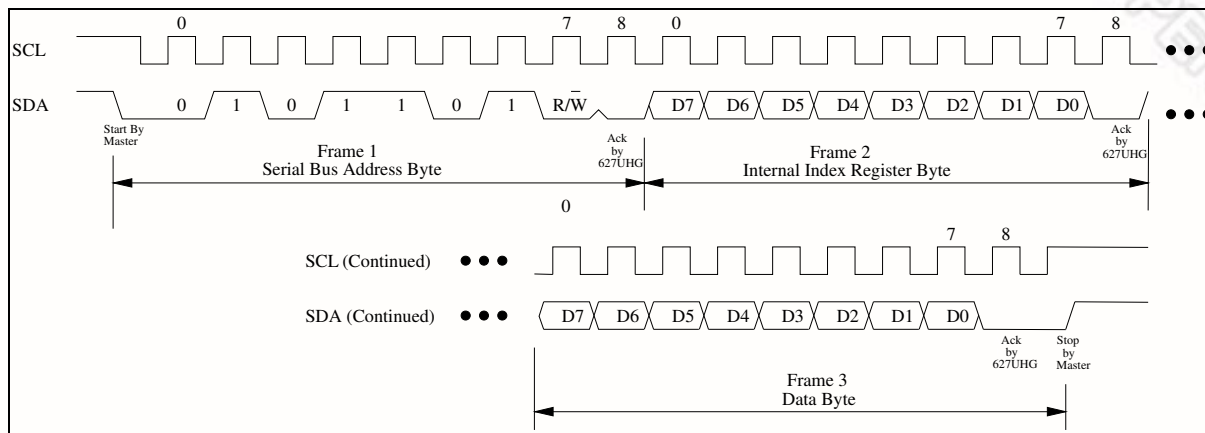 0 7 8 0 7 8
SCL
SDA 0 1 0 1 1 0 1 R/W̅ D7 D6 D5 D4 D3 D2 D1 D0
Start By
Master
Ack
by
627UHG
Ack
by
627UHG
Frame 1
Serial Bus Address Byte
Frame 2
Internal Index Register Byte
0 7 8
SCL (Continued)
SDA (Continued) D7 D6 D5 D4 D3 D2 D1 D0
Ack
by
627UHG
Stop
by
Master
Frame 3
Data Byte